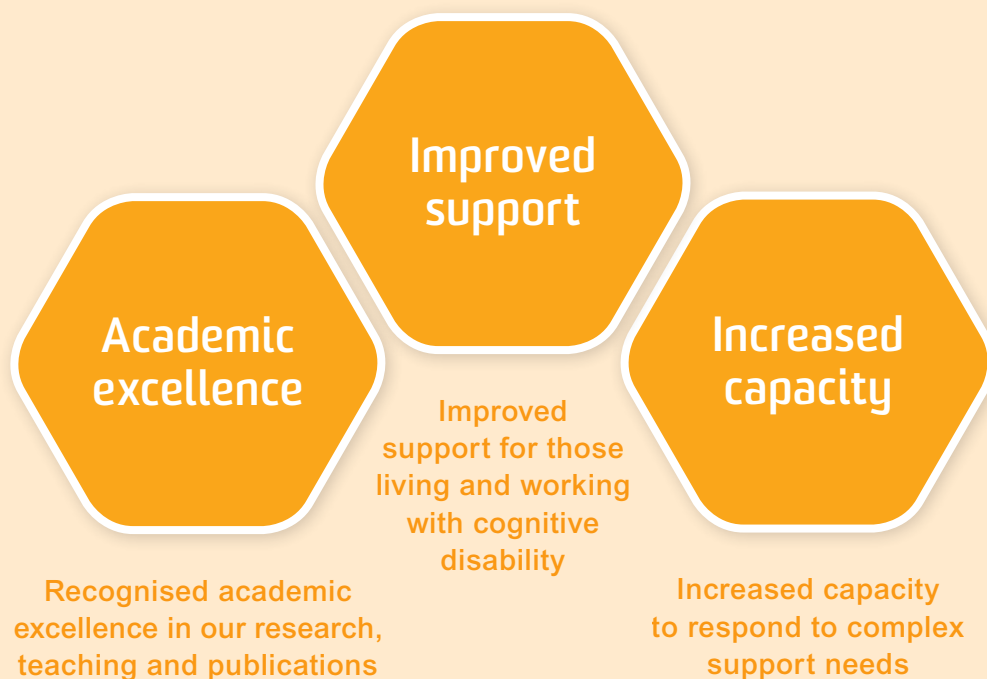 Improved
support
Academic
excellence
Increased
capacity
Improved
support for those
living and working
with cognitive
disability
Recognised academic
excellence in our research,
teaching and publications
Increased capacity
to respond to complex
support needs